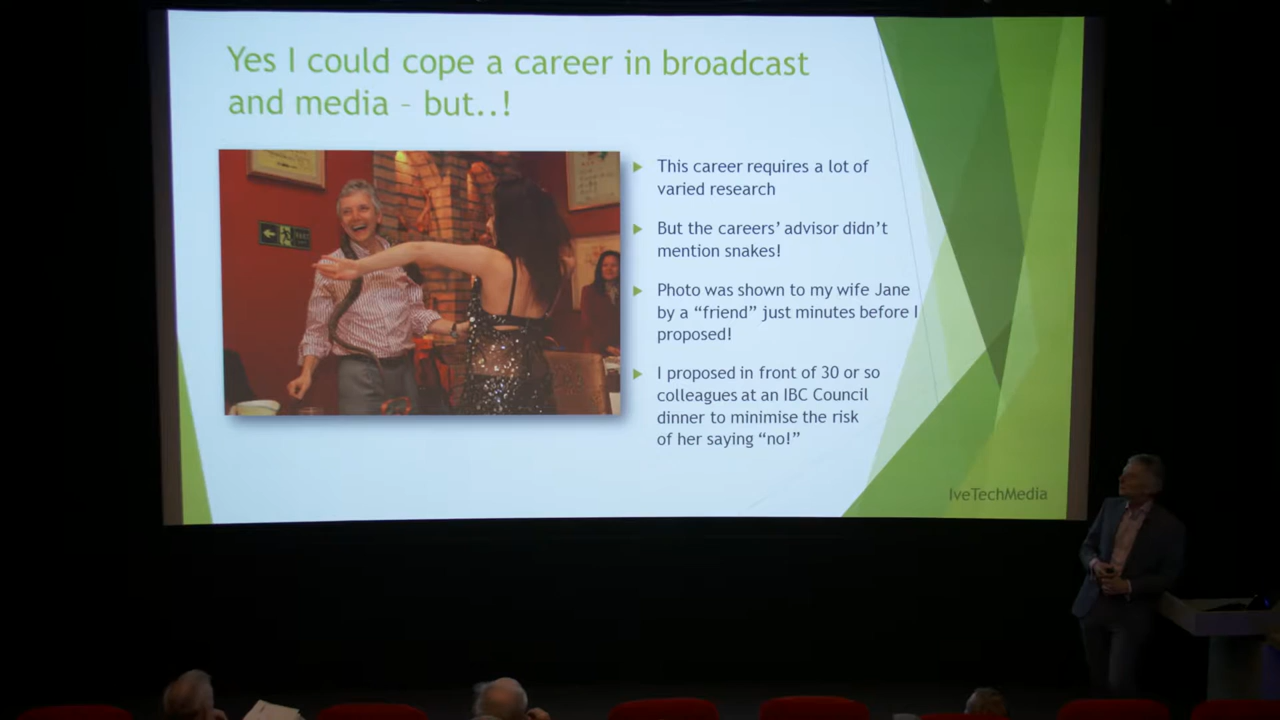 Yes I could cope a career in broadcast
and media – but..!
This career requires a lot of
varied research
But the careers’ advisor didn’t
mention snakes!
Photo was shown to my wife Jane
by a “friend” just minutes before I
proposed!
I proposed in front of 30 or so
colleagues at an IBC Council
dinner to minimise the risk
of her saying “no!”
IveTechMedia